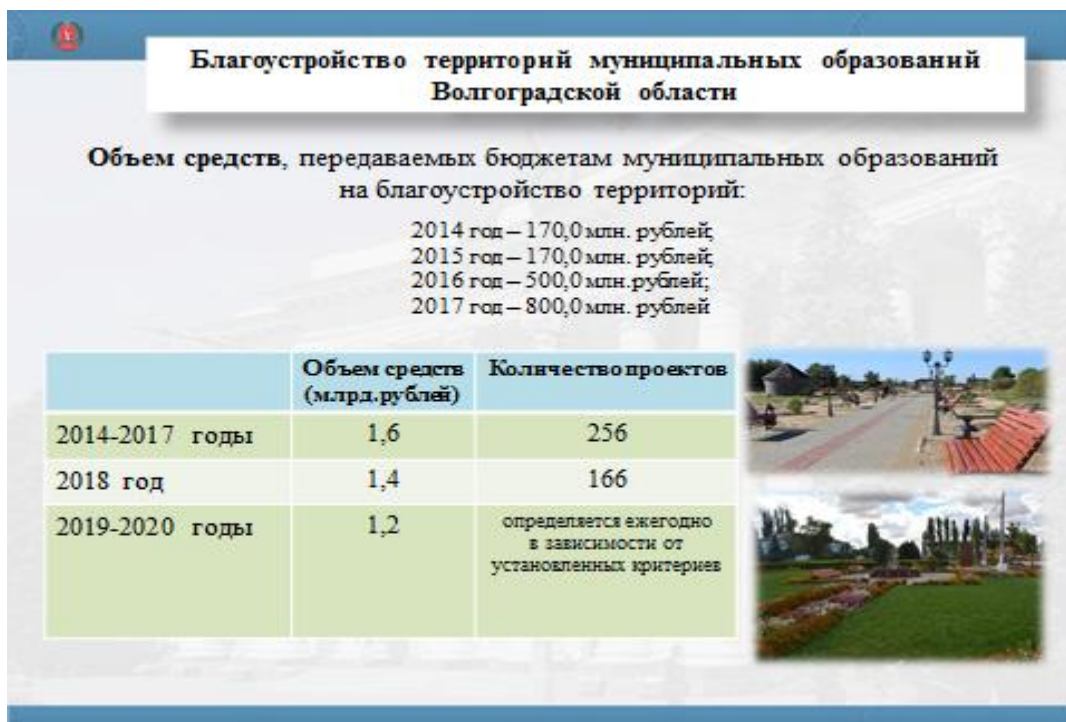 Благоустройство территорий муниципальных образований
Волгоградской области
Объем средств, передаваемых бюджетам муниципальных образований
на благоустройство территорий:
2014 год – 170,0 млн. рублей;
2015 год – 170,0 млн. рублей;
2016 год – 500,0 млн.рублей;
2017 год – 800,0 млн. рублей
Объем средств
(млрд.рублей)
Количество проектов
2014-2017 годы 1,6 256
2018 год 1,4 166
2019-2020 годы 1,2 определяется ежегодно
в зависимости от
установленных критериев